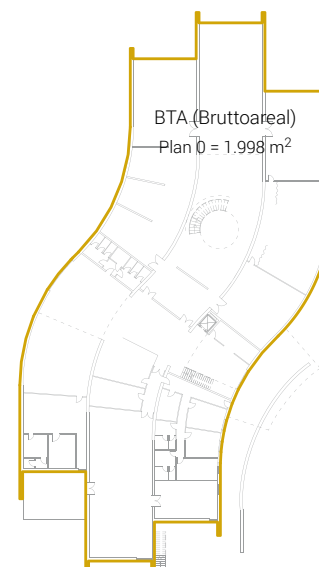 BTA (Bruttoareal)
Plan 0 = 1.998 m²